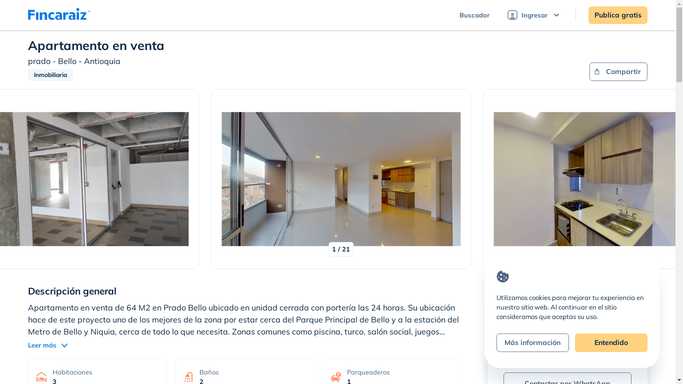 Fincaraiz
Buscador
Ingresar
Publica gratis
Apartamento en venta
prado - Bello - Antioquia
Inmobiliaria
Compartir
1 / 21
Descripción general
Apartamento en venta de 64 M2 en Prado Bello ubicado en unidad cerrada con portería las 24 horas. Su ubicación
hace de este proyecto uno de los mejores de la zona por estar cerca del Parque Principal de Bello y a la estación del
Metro de Bello y Niquia, cerca de todo lo que necesita. Zonas comunes como piscina, turco, salón social, juegos...
Leer más
Habitaciones
3
Baños
2
Parqueaderos
1
Utilizamos cookies para mejorar tu experiencia en
nuestro sitio web. Al continuar en el sitio
consideramos que aceptas su uso.
Más información
Entendido
Contactar por WhatsApp